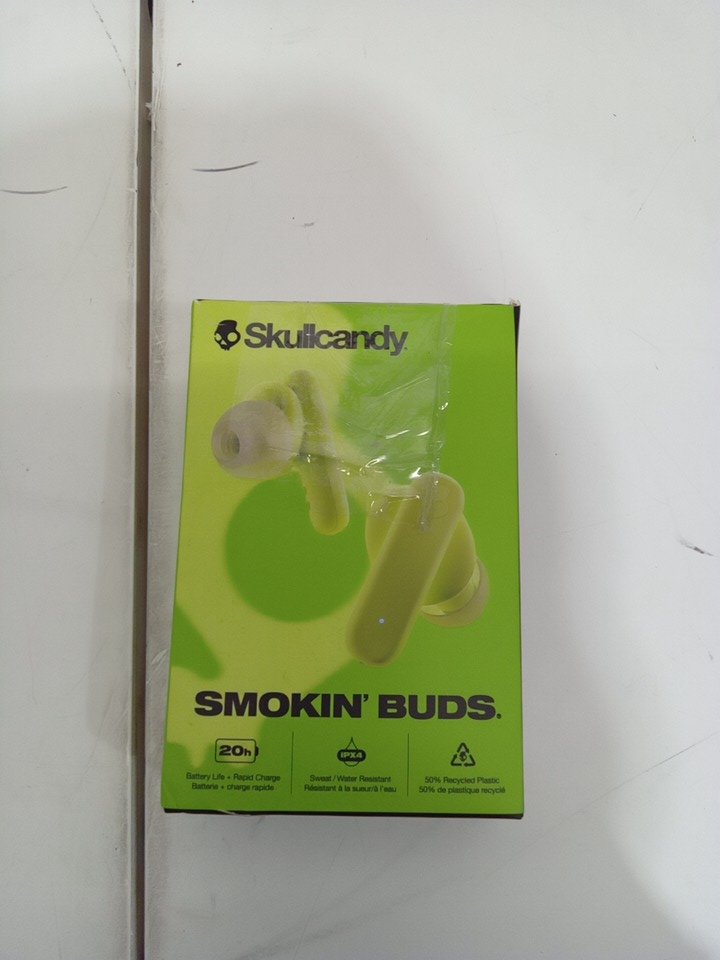 Skullcandy
SMOKIN' BUDS.
20h
Battery Life + Rapid Charge
Batterie + charge rapide
IPX4
Sweat / Water Resistant
Résistant à la sueur/à l'eau
50% Recycled Plastic
50% de plastique recyclé